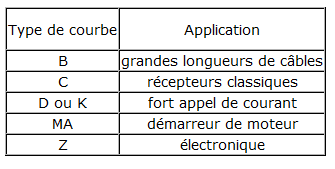 Type de courbe Application
B grandes longueurs de câbles
C récepteurs classiques
D ou K fort appel de courant
MA démarreur de moteur
Z électronique